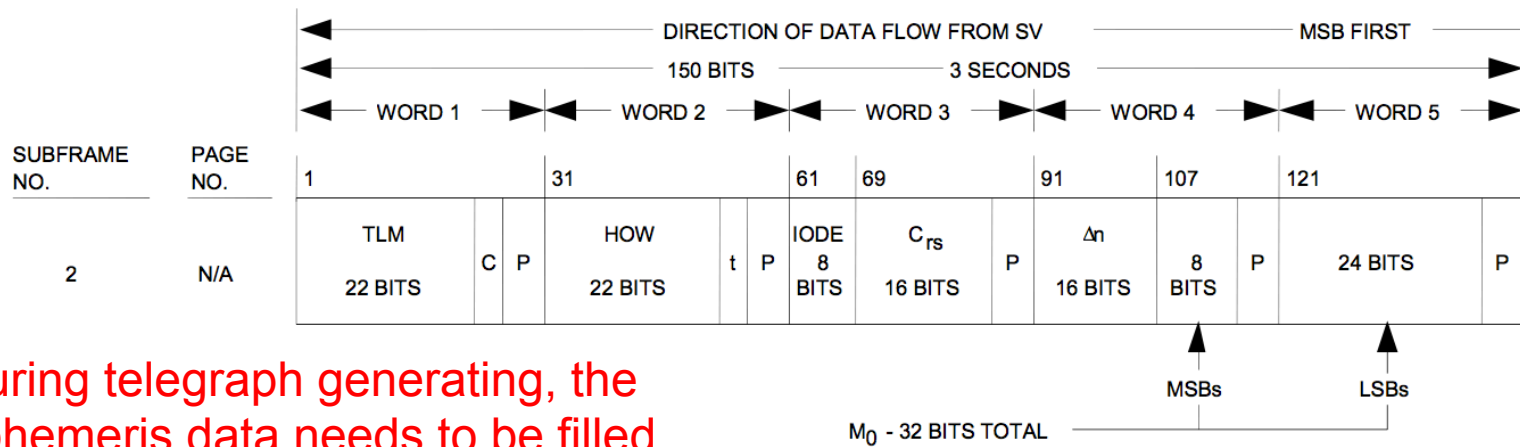 DIRECTION OF DATA FLOW FROM SV MSB FIRST
150 BITS 3 SECONDS
WORD 1 WORD 2 WORD 3 WORD 4 WORD 5
SUBFRAME PAGE
NO. NO. 1 31 61 69 91 107 121
TLM HOW IODE Crs Δn
2 N/A C P t P 8 P 8 P 24 BITS P
22 BITS 22 BITS BITS 16 BITS 16 BITS BITS
uring telegraph generating, the
phemeris data needs to be filled
MSBs LSBs
M0 - 32 BITS TOTAL